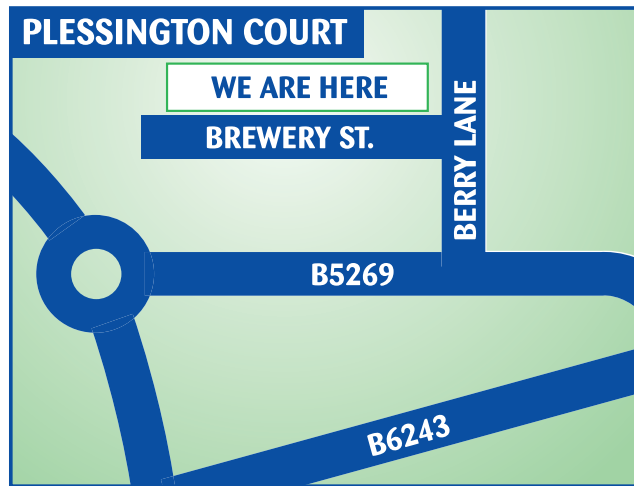 PLESSINGTON COURT
WE ARE HERE
BREWERY ST.
BERRY LANE
B5269
B6243